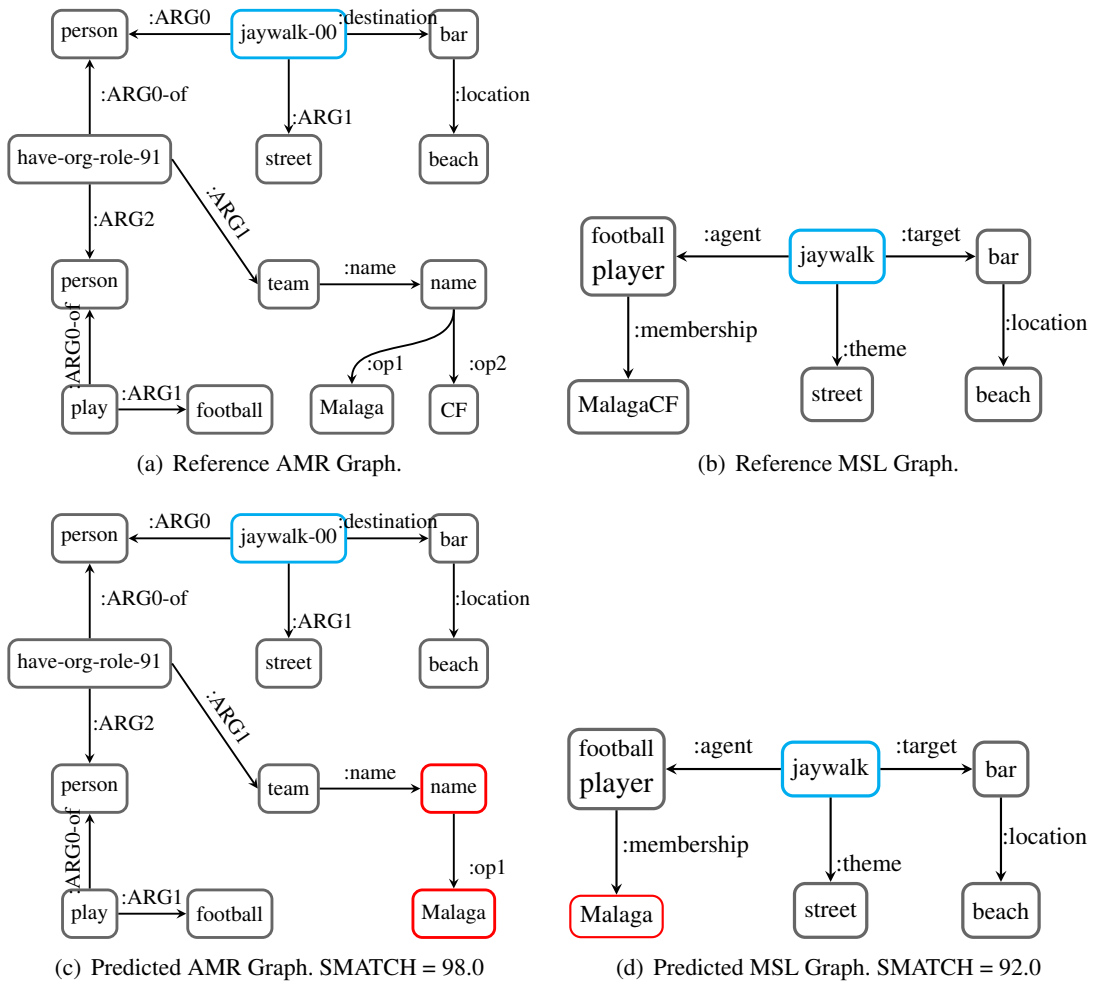 :ARG0
:destination
person
jaywalk-00
bar
:ARG0-of
:ARG1
:location
have-org-role-91
street
beach
:ARG2
:ARG1
person
team
:name
name
:ARG0-of
:op1
:op2
play
:ARG1
football
Malaga
CF
(a) Reference AMR Graph.
football
player
:agent
jaywalk
:target
bar
:membership
:theme
:location
MalagaCF
street
beach
(b) Reference MSL Graph.
:ARG0
:destination
person
jaywalk-00
bar
:ARG0-of
:ARG1
:location
have-org-role-91
street
beach
:ARG2
:ARG1
person
team
:name
name
:ARG0-of
:op1
play
:ARG1
football
Malaga
(c) Predicted AMR Graph. SMATCH = 98.0
football
player
:agent
jaywalk
:target
bar
:membership
:theme
:location
Malaga
street
beach
(d) Predicted MSL Graph. SMATCH = 92.0